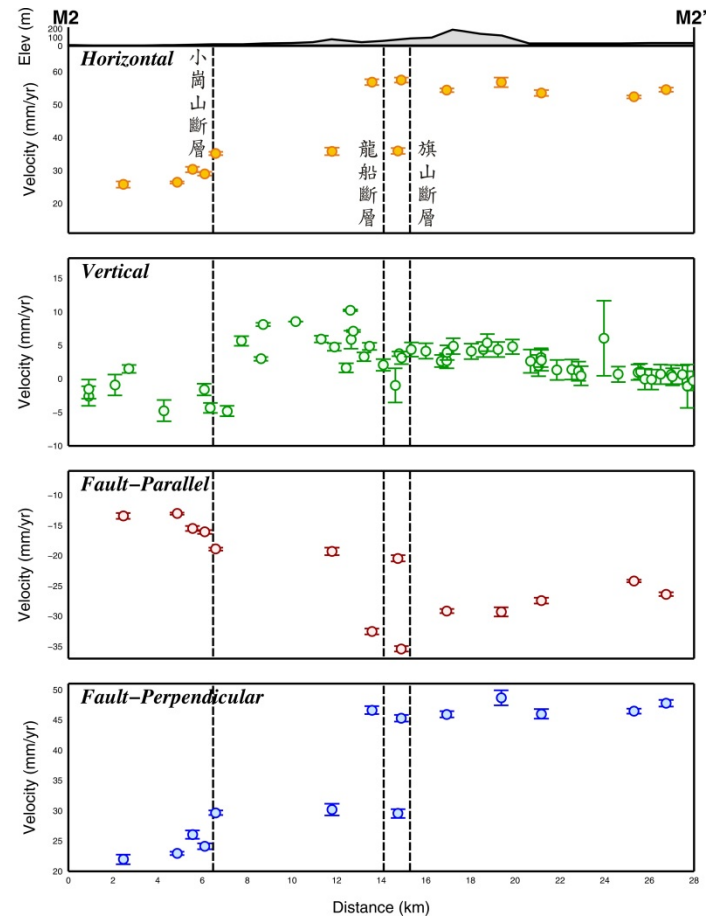 M2
M2'
Elev (m)
200
100
0
Horizontal
小崗山斷層
龍船斷層
旗山斷層
Velocity (mm/yr)
60
50
40
30
20
Vertical
Velocity (mm/yr)
15
10
5
0
−5
−10
Fault−Parallel
Velocity (mm/yr)
−10
−15
−20
−25
−30
−35
Fault−Perpendicular
Velocity (mm/yr)
50
45
40
35
30
25
20
0 2 4 6 8 10 12 14 16 18 20 22 24 26 28
Distance (km)